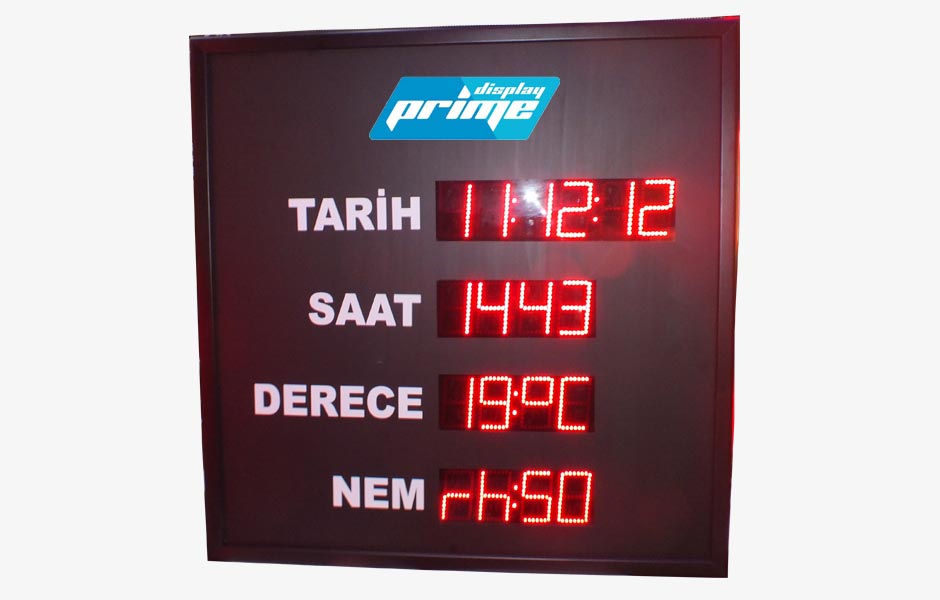 display
prime
TARİH 11:12:12
SAAT 1443
DERECE 19:°C
NEM rh:50